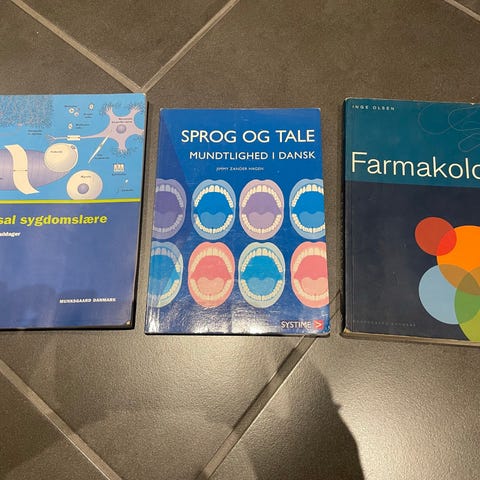 sal sygdomslære
MUNKSGAARD DANMARK
SPROG OG TALE
MUNDTLIGHED I DANSK
JIMMY ZANDER HAGEN
SYSTIME >
INGE OLSEN
Farmakolo